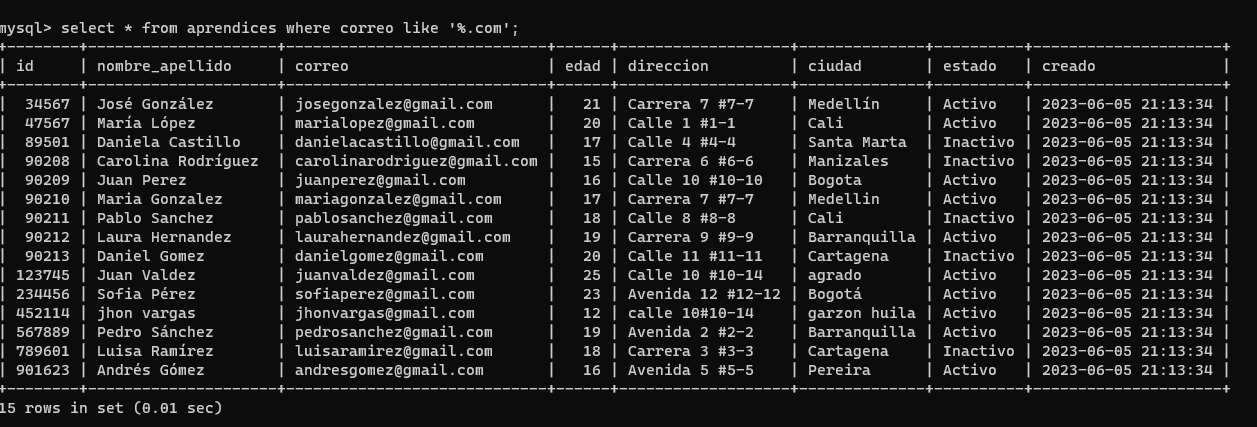 mysql> select * from aprendices where correo like '%.com';
+--------+---------------------+-----------------------------+------+-------------------+--------------+----------+---------------------+
| id     | nombre_apellido     | correo                      | edad | direccion         | ciudad       | estado   | creado              |
+--------+---------------------+-----------------------------+------+-------------------+--------------+----------+---------------------+
|  34567 | José González       | josegonzalez@gmail.com      |   21 | Carrera 7 #7-7    | Medellín     | Activo   | 2023-06-05 21:13:34 |
|  47567 | María López         | marialopez@gmail.com        |   20 | Calle 1 #1-1      | Cali         | Activo   | 2023-06-05 21:13:34 |
|  89501 | Daniela Castillo    | danielacastillo@gmail.com   |   17 | Calle 4 #4-4      | Santa Marta  | Inactivo | 2023-06-05 21:13:34 |
|  90208 | Carolina Rodríguez  | carolinarodriguez@gmail.com |   15 | Carrera 6 #6-6    | Manizales    | Inactivo | 2023-06-05 21:13:34 |
|  90209 | Juan Perez          | juanperez@gmail.com         |   16 | Calle 10 #10-10   | Bogota       | Activo   | 2023-06-05 21:13:34 |
|  90210 | Maria Gonzalez      | mariagonzalez@gmail.com     |   17 | Carrera 7 #7-7    | Medellin     | Activo   | 2023-06-05 21:13:34 |
|  90211 | Pablo Sanchez       | pablosanchez@gmail.com      |   18 | Calle 8 #8-8      | Cali         | Inactivo | 2023-06-05 21:13:34 |
|  90212 | Laura Hernandez     | laurahernandez@gmail.com    |   19 | Carrera 9 #9-9    | Barranquilla | Activo   | 2023-06-05 21:13:34 |
|  90213 | Daniel Gomez        | danielgomez@gmail.com       |   20 | Calle 11 #11-11   | Cartagena    | Inactivo | 2023-06-05 21:13:34 |
| 123745 | Juan Valdez         | juanvaldez@gmail.com        |   25 | Calle 10 #10-14   | agrado       | Activo   | 2023-06-05 21:13:34 |
| 234456 | Sofia Pérez         | sofiaperez@gmail.com        |   23 | Avenida 12 #12-12 | Bogotá       | Activo   | 2023-06-05 21:13:34 |
| 452114 | jhon vargas         | jhonvargas@gmail.com        |   12 | calle 10#10-14    | garzon huila | Activo   | 2023-06-05 21:13:34 |
| 567889 | Pedro Sánchez       | pedrosanchez@gmail.com      |   19 | Avenida 2 #2-2    | Barranquilla | Activo   | 2023-06-05 21:13:34 |
| 789601 | Luisa Ramírez       | luisaramirez@gmail.com      |   18 | Carrera 3 #3-3    | Cartagena    | Inactivo | 2023-06-05 21:13:34 |
| 901623 | Andrés Gómez        | andresgomez@gmail.com       |   16 | Avenida 5 #5-5    | Pereira      | Activo   | 2023-06-05 21:13:34 |
+--------+---------------------+-----------------------------+------+-------------------+--------------+----------+---------------------+
15 rows in set (0.01 sec)